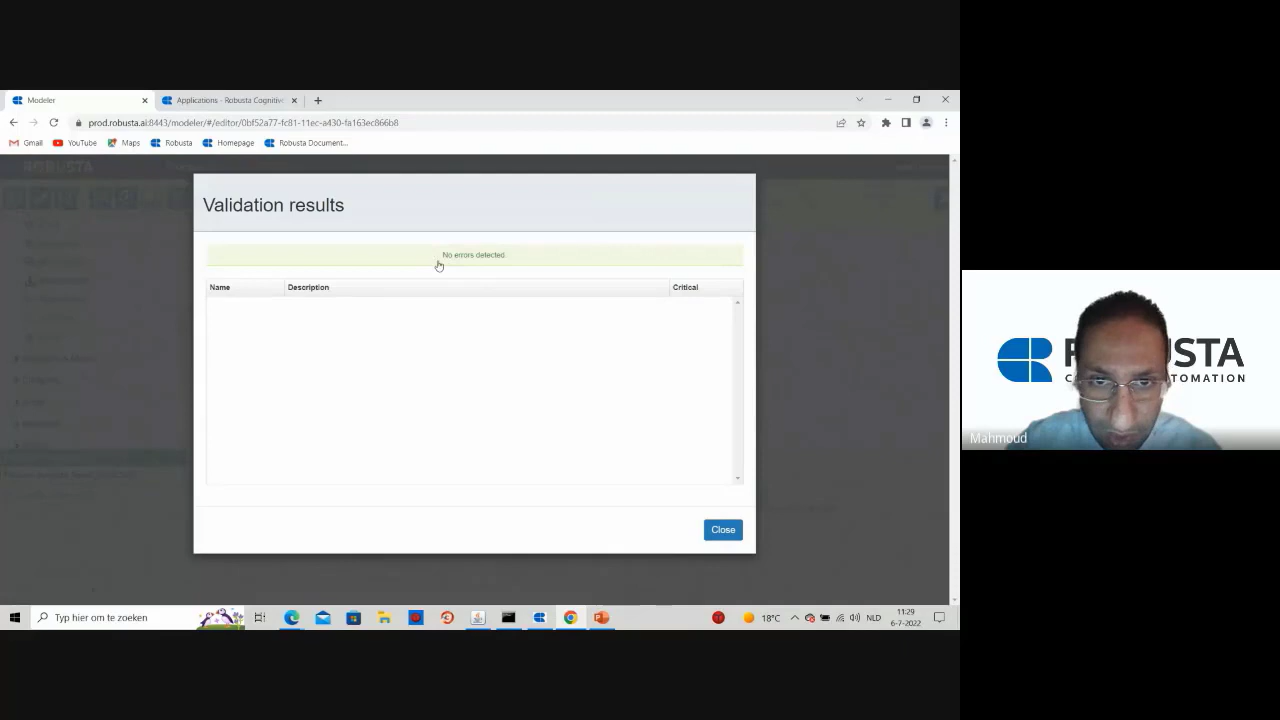 Modeler
Applications - Robusta Cognitiv
prod.robusta.ai:8443/modeler/#/editor/0bf52a77-fc81-11ec-a430-fa163ec866b8
Gmail
YouTube
Maps
Robusta
Homepage
Robusta Document...
Validation results
No errors detected
Name
Description
Critical
Close
Typ hier om te zoeken
18°C
NLD
11:29
6-7-2022
Mahmoud